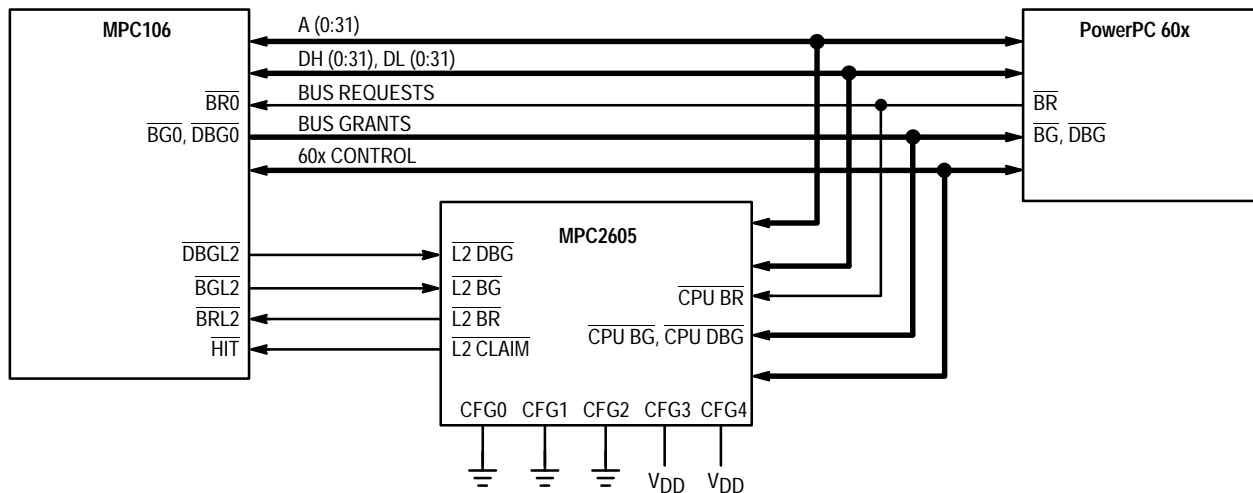 MPC106
A (0:31)
PowerPC 60x
DH (0:31), DL (0:31)
BR0
BUS REQUESTS
BR
BG0, DBG0
BUS GRANTS
BG, DBG
60x CONTROL
MPC2605
DBGL2
L2 DBG
BGL2
L2 BG
CPU BR
BRL2
L2 BR
CPU BG, CPU DBG
HIT
L2 CLAIM
CFG0 CFG1 CFG2 CFG3 CFG4
VDD VDD